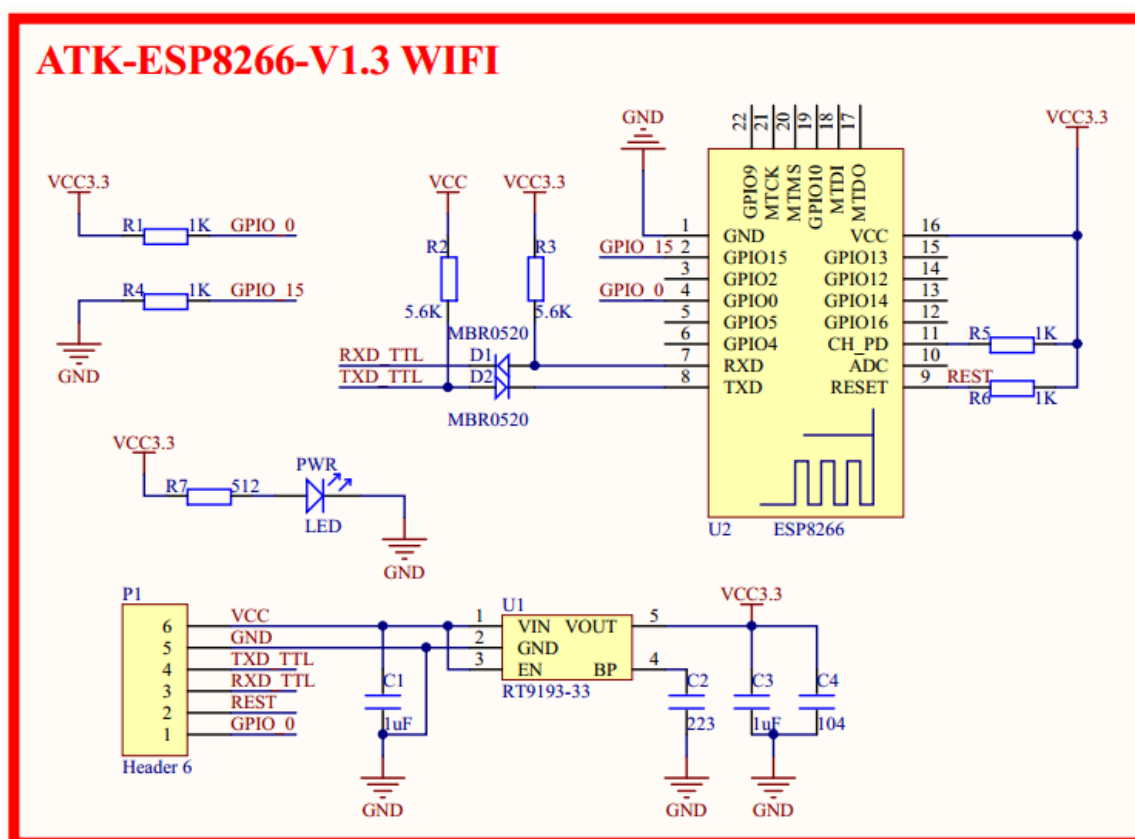 ATK-ESP8266-V1.3 WIFI
VCC3.3
R1 1K GPIO_0
R4 1K GPIO_15
GND
VCC VCC3.3
R2 R3
5.6K 5.6K
MBR0520
RXD_TTL D1
TXD_TTL D2
MBR0520
GND
GPIO_15
GPIO_0
22 21 20 19 18 17
GPIO9 MTCK MTMS GPIO10 MTDI MTDO
1 GND VCC 16
2 GPIO15 GPIO13 15
3 GPIO2 GPIO12 14
4 GPIO0 GPIO14 13
5 GPIO5 GPIO16 12
6 GPIO4 CH_PD 11
7 RXD ADC 10
8 TXD RESET 9
U2 ESP8266
VCC3.3
R5 1K
REST
R6 1K
VCC3.3
R7 512
PWR
LED
GND
P1
6 VCC
5 GND
4 TXD_TTL
3 RXD_TTL
2 REST
1 GPIO_0
Header 6
C1
1uF
GND
U1
1 VIN VOUT 5
2 GND
3 EN BP 4
RT9193-33
VCC3.3
C2 C3 C4
223 1uF 104
GND GND